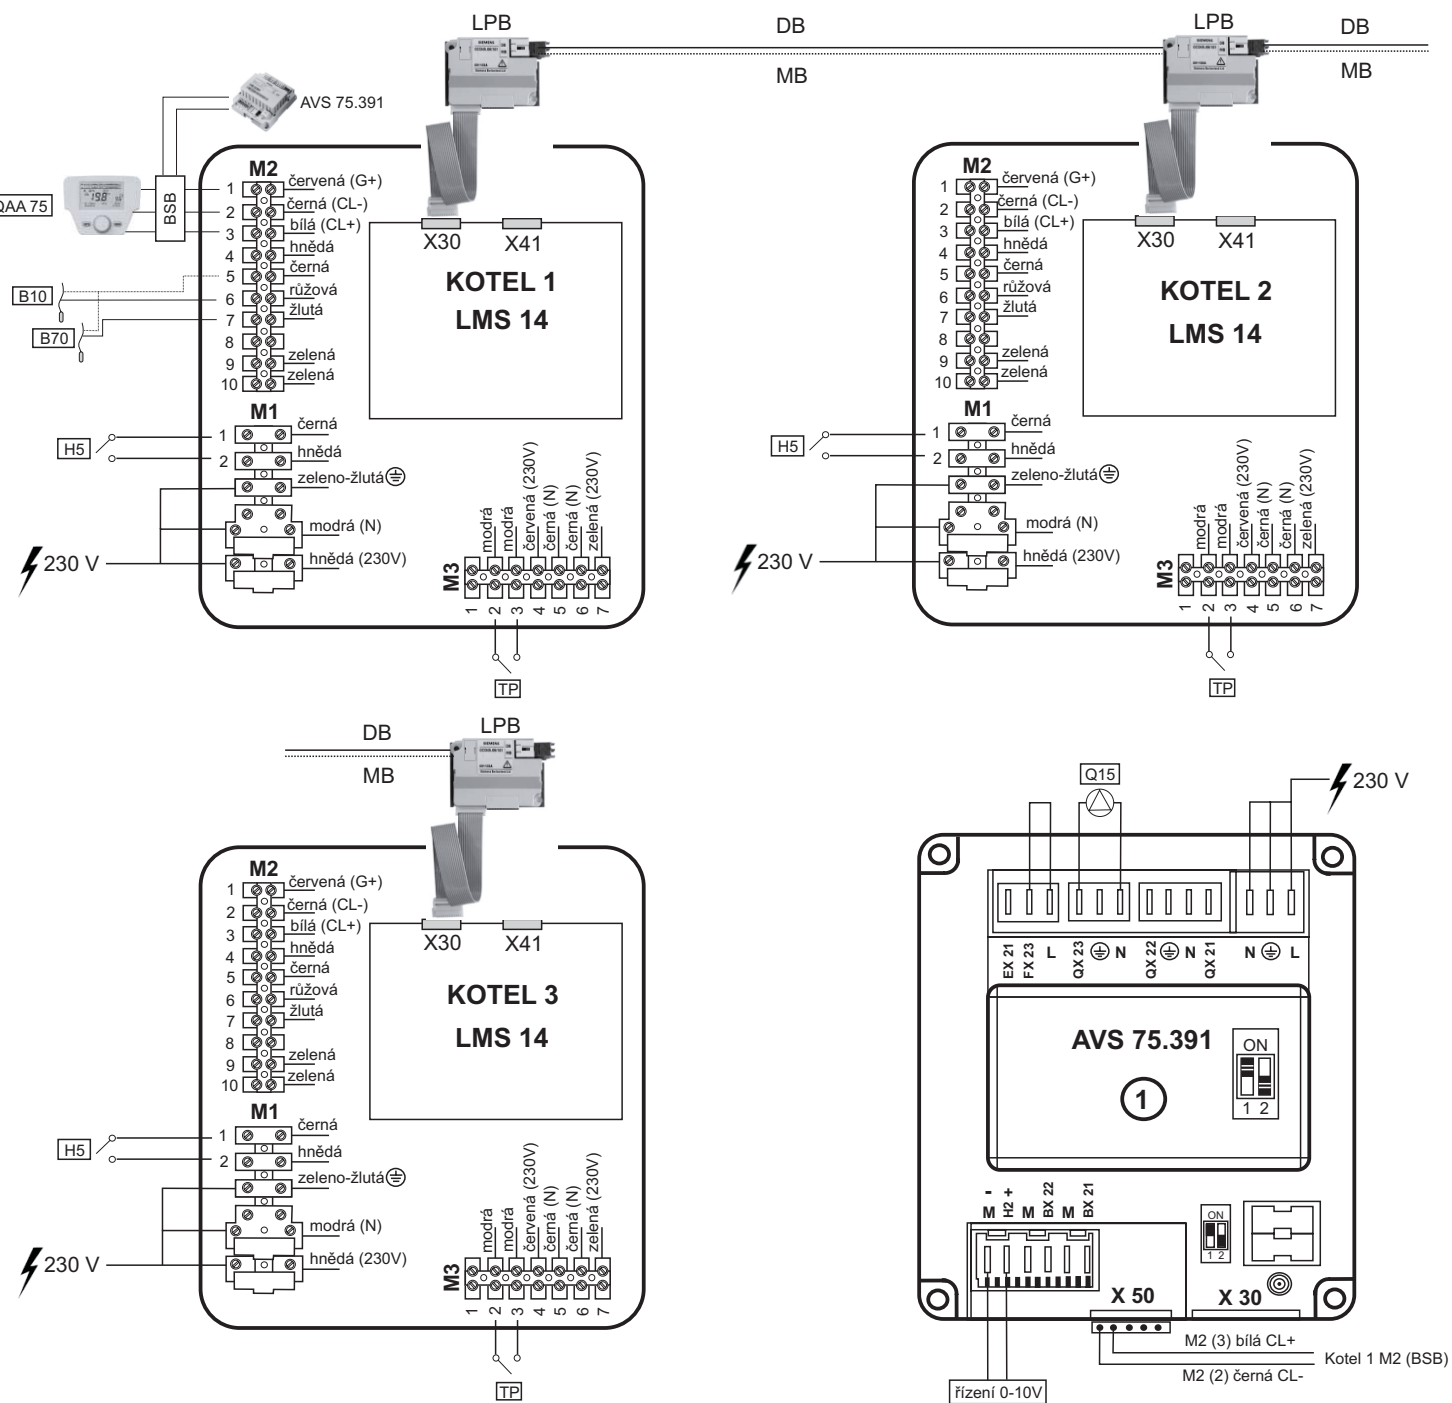 LPB
DB
MB
LPB
DB
MB
AVS 75.391
QAA 75
BSB
B10
B70
M2
1 červená (G+)
2 černá (CL-)
3 bílá (CL+)
4 hnědá
5 černá
6 růžová
7 žlutá
8
9 zelená
10 zelená
X30 X41
KOTEL 1
LMS 14
M1
H5
1 černá
2 hnědá
zeleno-žlutá
modrá (N)
hnědá (230V)
230 V
modrá
modrá
červená (230V)
černá (N)
černá (N)
zelená (230V)
M3
1 2 3 4 5 6 7
TP
M2
1 červená (G+)
2 černá (CL-)
3 bílá (CL+)
4 hnědá
5 černá
6 růžová
7 žlutá
8
9 zelená
10 zelená
X30 X41
KOTEL 2
LMS 14
M1
H5
1 černá
2 hnědá
zeleno-žlutá
modrá (N)
hnědá (230V)
230 V
modrá
modrá
červená (230V)
černá (N)
černá (N)
zelená (230V)
M3
1 2 3 4 5 6 7
TP
DB
MB
LPB
M2
1 červená (G+)
2 černá (CL-)
3 bílá (CL+)
4 hnědá
5 černá
6 růžová
7 žlutá
8
9 zelená
10 zelená
X30 X41
KOTEL 3
LMS 14
M1
H5
1 černá
2 hnědá
zeleno-žlutá
modrá (N)
hnědá (230V)
230 V
modrá
modrá
červená (230V)
černá (N)
černá (N)
zelená (230V)
M3
1 2 3 4 5 6 7
TP
Q15
230 V
EX 21 FX 23 L QX 23 N QX 22 N QX 21 N L
AVS 75.391
1
ON
1 2
- +
M H2 M BX 22 M BX 21
ON
1 2
X 50 X 30
M2 (3) bílá CL+
M2 (2) černá CL-
Kotel 1 M2 (BSB)
řízení 0-10V